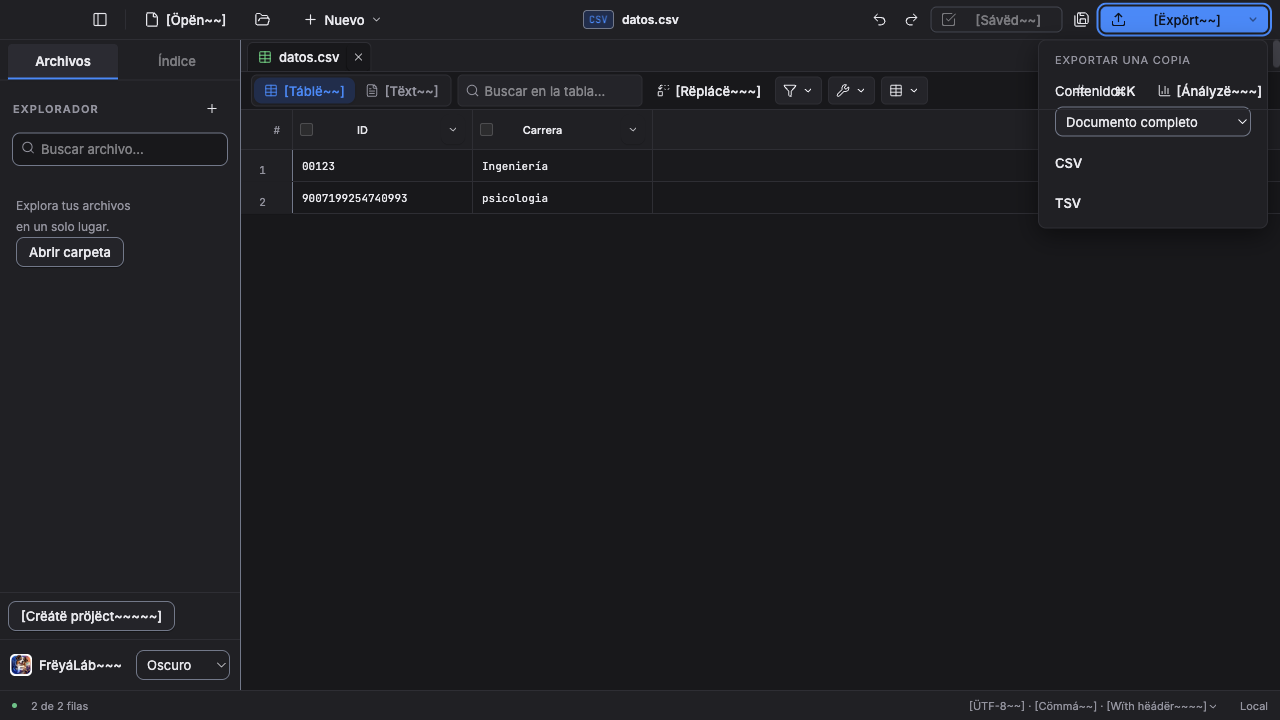 [Öpën~~]
Nuevo
CSV datos.csv
[Sávëd~~]
[Ëxpört~~]
Archivos
Índice
datos.csv
EXPORTAR UNA COPIA
EXPLORADOR
[Táblë~~]
[Tëxt~~]
Buscar en la tabla...
[Rëplácë~~~]
Contenido
⌘K
[Ánályzë~~~]
Buscar archivo...
Documento completo
# ID Carrera
1 00123 Ingeniería
CSV
2 9007199254740993 psicologia
TSV
Explora tus archivos
en un solo lugar.
Abrir carpeta
[Crëátë pröjëct~~~~~]
FrëyáLáb~~~
Oscuro
2 de 2 filas
[ÜTF-8~~] · [Cömmá~~] · [Wíth hëádër~~~~]
Local